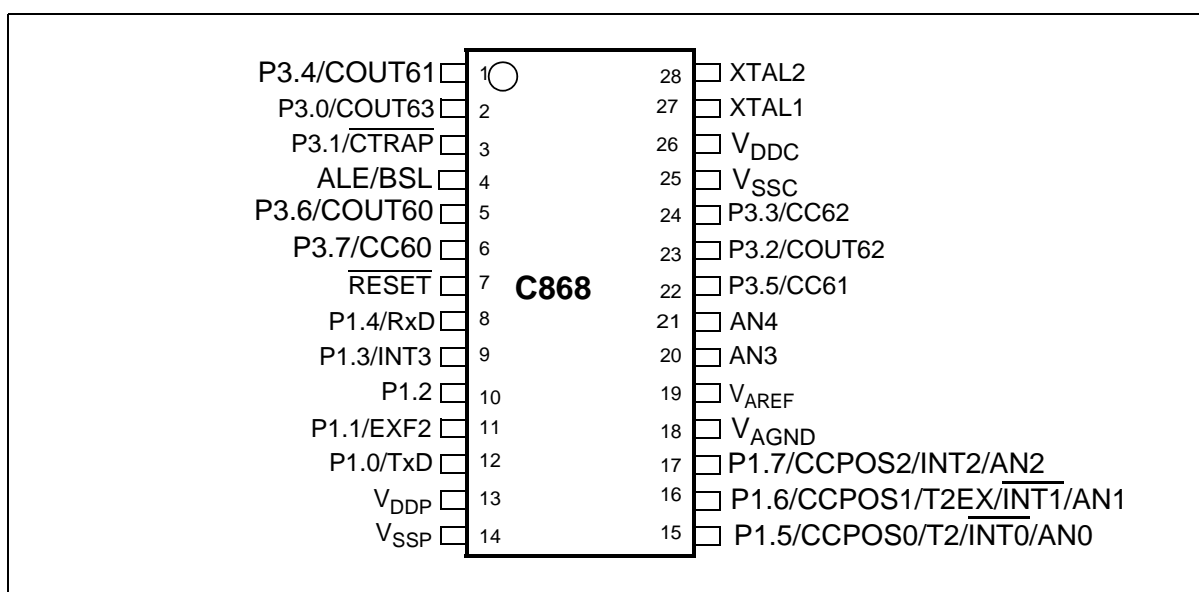 P3.4/COUT61 1 28 XTAL2
P3.0/COUT63 2 27 XTAL1
P3.1/CTRAP 3 26 VDDC
ALE/BSL 4 25 VSSC
P3.6/COUT60 5 24 P3.3/CC62
P3.7/CC60 6 23 P3.2/COUT62
RESET 7 C868 22 P3.5/CC61
P1.4/RxD 8 21 AN4
P1.3/INT3 9 20 AN3
P1.2 10 19 VAREF
P1.1/EXF2 11 18 VAGND
P1.0/TxD 12 17 P1.7/CCPOS2/INT2/AN2
VDDP 13 16 P1.6/CCPOS1/T2EX/INT1/AN1
VSSP 14 15 P1.5/CCPOS0/T2/INT0/AN0